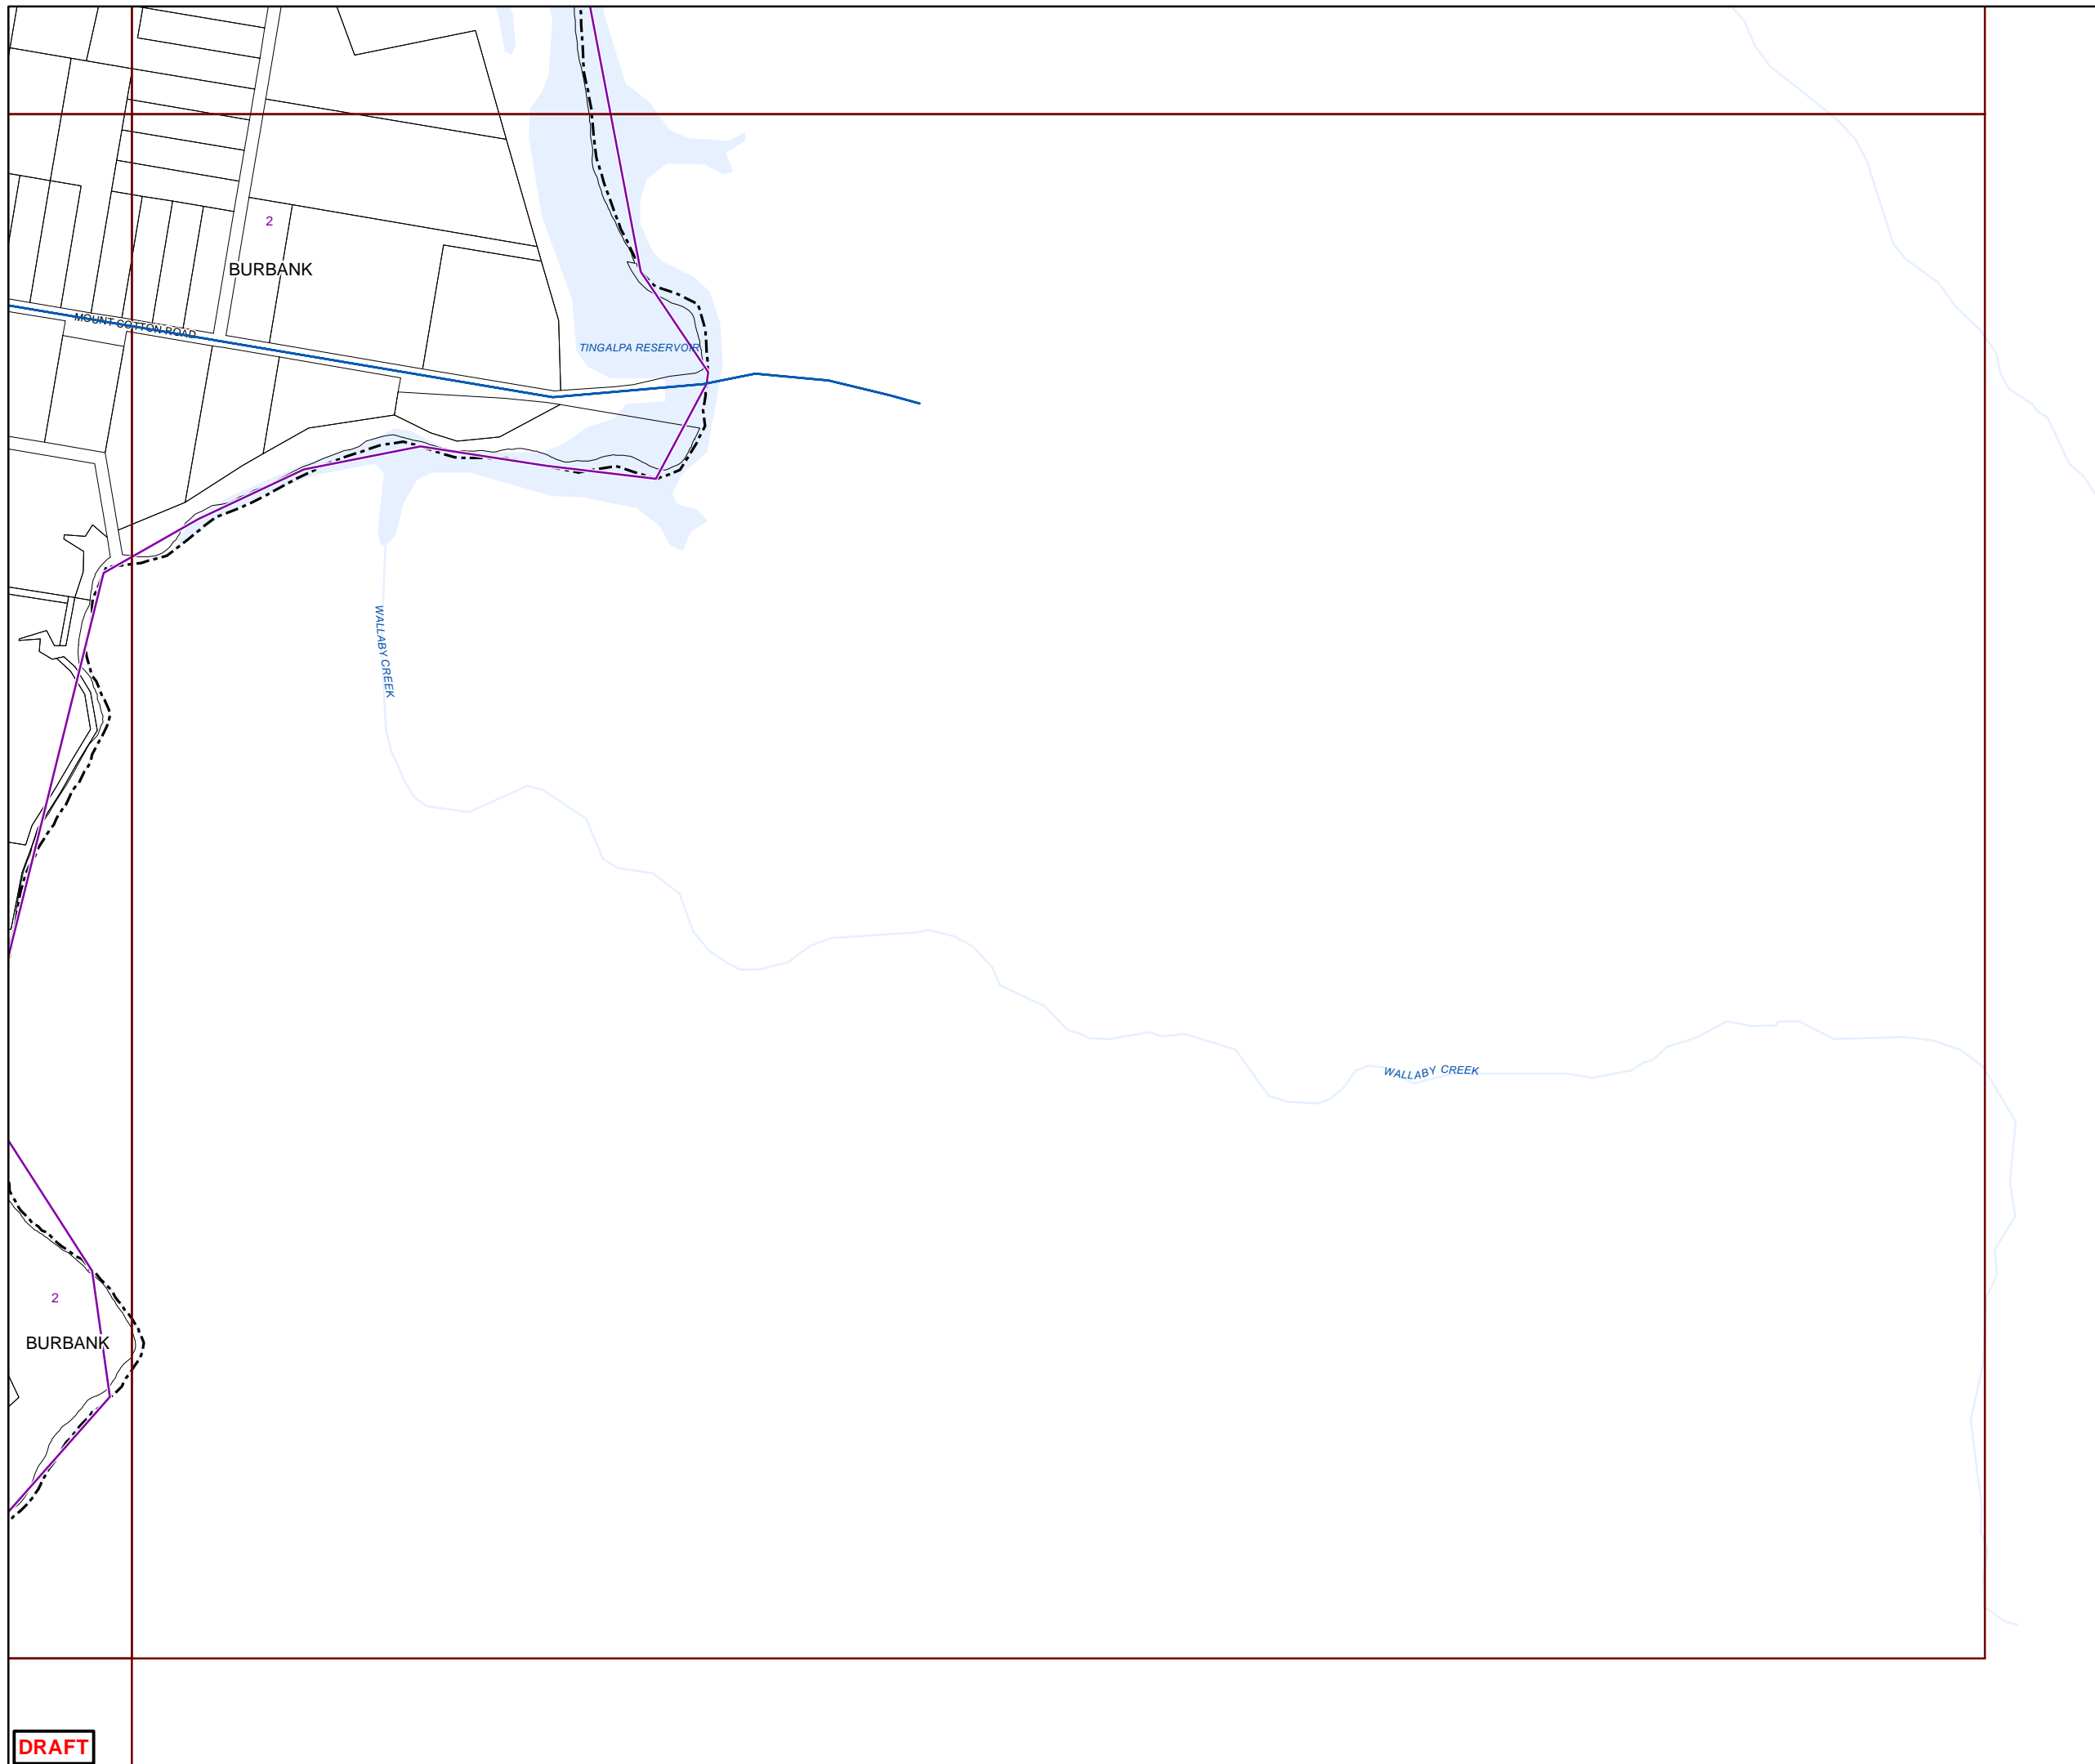 2
BURBANK
MOUNT COTTON ROAD
TINGALPA RESERVOIR
WALLABY CREEK
WALLABY CREEK
2
BURBANK
DRAFT